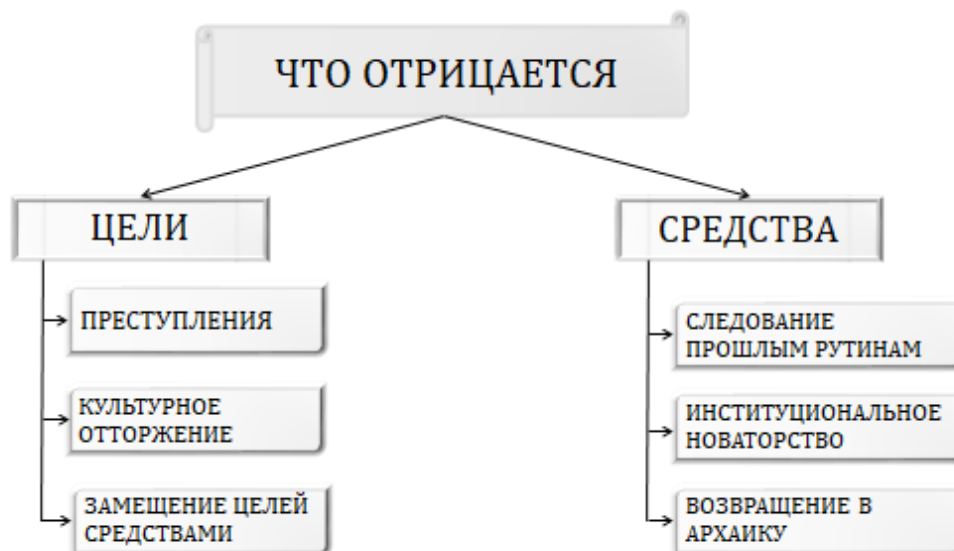 ЧТО ОТРИЦАЕТСЯ
ЦЕЛИ
ПРЕСТУПЛЕНИЯ
КУЛЬТУРНОЕ
ОТТОРЖЕНИЕ
ЗАМЕЩЕНИЕ ЦЕЛЕЙ
СРЕДСТВАМИ
СРЕДСТВА
СЛЕДОВАНИЕ
ПРОШЛЫМ РУТИНАМ
ИНСТИТУЦИОНАЛЬНОЕ
НОВАТОРСТВО
ВОЗВРАЩЕНИЕ В
АРХАИКУ